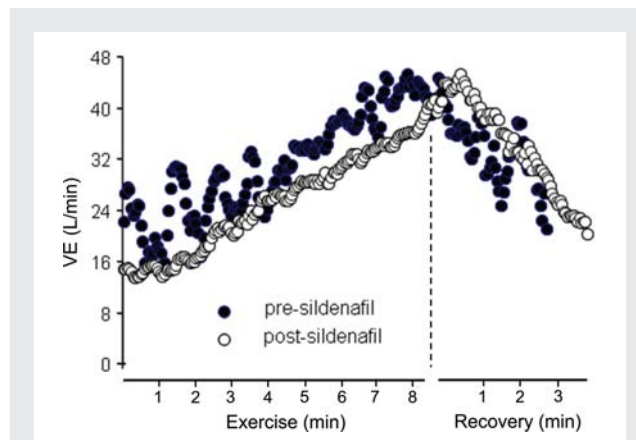 48
40
32
24
16
8
0
VE (L/min)
pre-sildenafil
post-sildenafil
1 2 3 4 5 6 7 8 1 2 3
Exercise (min) Recovery (min)